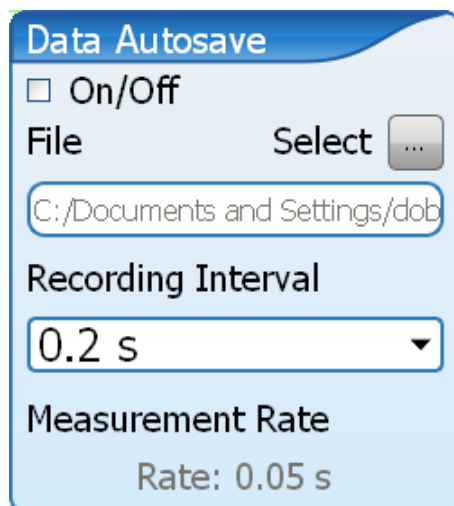 Data Autosave
On/Off
File Select ...
C:/Documents and Settings/dob
Recording Interval
0.2 s
Measurement Rate
Rate: 0.05 s